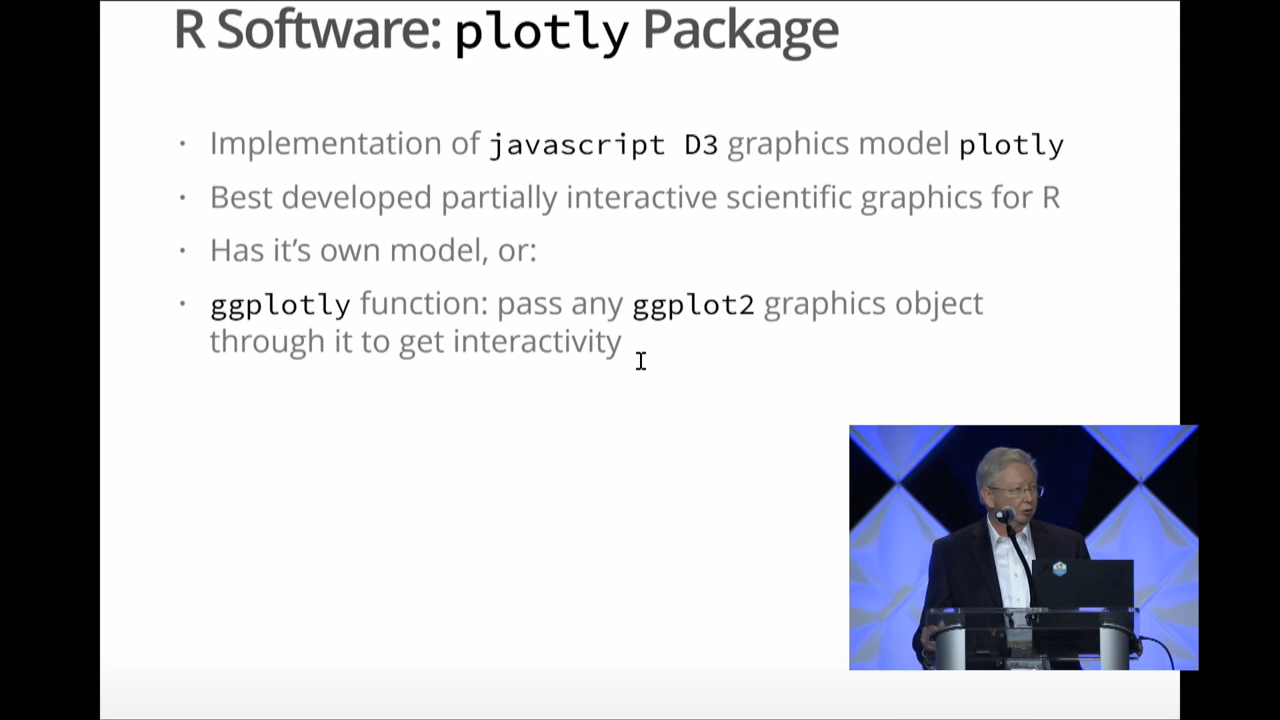 R Software: plotly Package
· Implementation of javascript D3 graphics model plotly
· Best developed partially interactive scientific graphics for R
· Has it’s own model, or:
· ggplotly function: pass any ggplot2 graphics object
through it to get interactivity